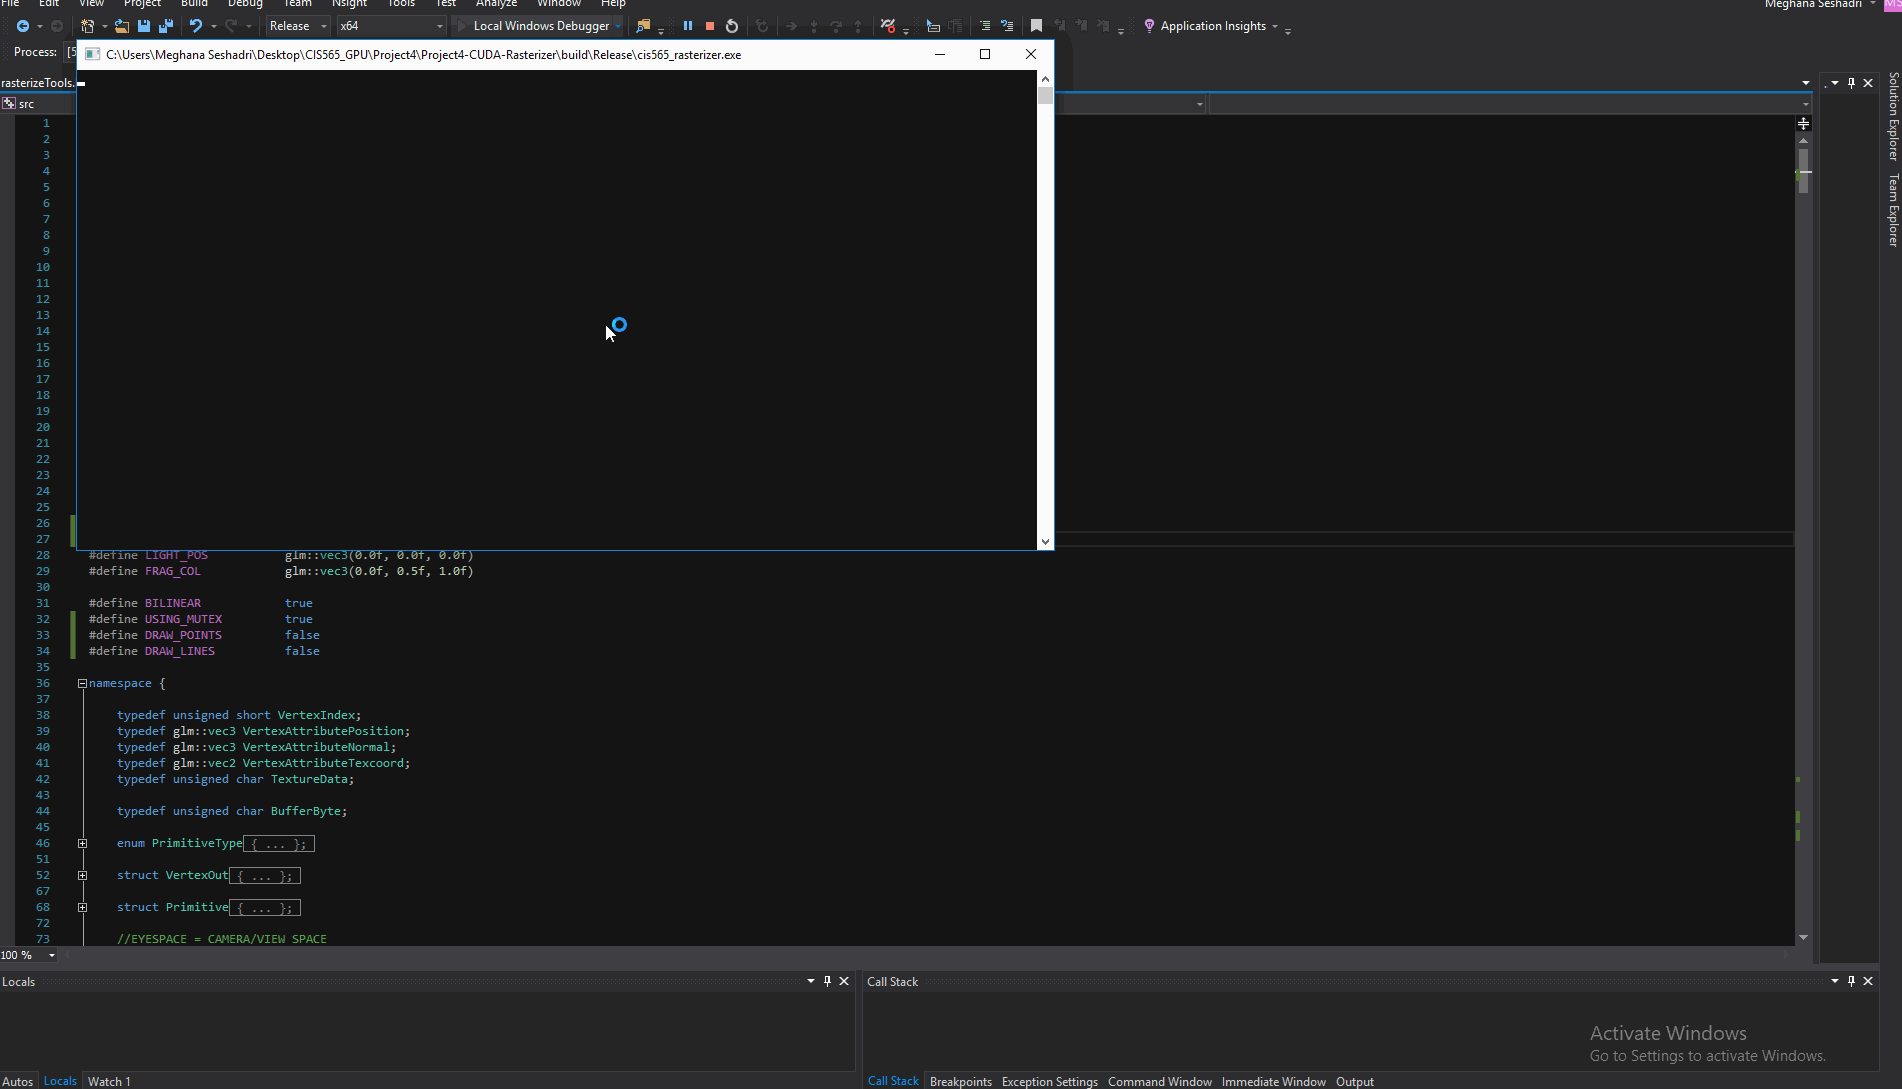 File Edit View Project Build Debug Team Nsight Tools Test Analyze Window Help
Meghana Seshadri
MS
Release x64 Local Windows Debugger Application Insights
Process: [5
C:\Users\Meghana Seshadri\Desktop\CIS565_GPU\Project4\Project4-CUDA-Rasterizer\build\Release\cis565_rasterizer.exe
rasterizeTools.
src
Solution Explorer
Team Explorer
1
2
3
4
5
6
7
8
9
10
11
12
13
14
15
16
17
18
19
20
21
22
23
24
25
26
27
28 #define LIGHT_POS glm::vec3(0.0f, 0.0f, 0.0f)
29 #define FRAG_COL glm::vec3(0.0f, 0.5f, 1.0f)
30
31 #define BILINEAR true
32 #define USING_MUTEX true
33 #define DRAW_POINTS false
34 #define DRAW_LINES false
35
36 namespace {
37
38 typedef unsigned short VertexIndex;
39 typedef glm::vec3 VertexAttributePosition;
40 typedef glm::vec3 VertexAttributeNormal;
41 typedef glm::vec2 VertexAttributeTexcoord;
42 typedef unsigned char TextureData;
43
44 typedef unsigned char BufferByte;
45
46 enum PrimitiveType { ... };
51
52 struct VertexOut { ... };
67
68 struct Primitive { ... };
72
73 //EYESPACE = CAMERA/VIEW SPACE
100 %
Locals
Call Stack
Activate Windows
Go to Settings to activate Windows.
Autos Locals Watch 1
Call Stack Breakpoints Exception Settings Command Window Immediate Window Output